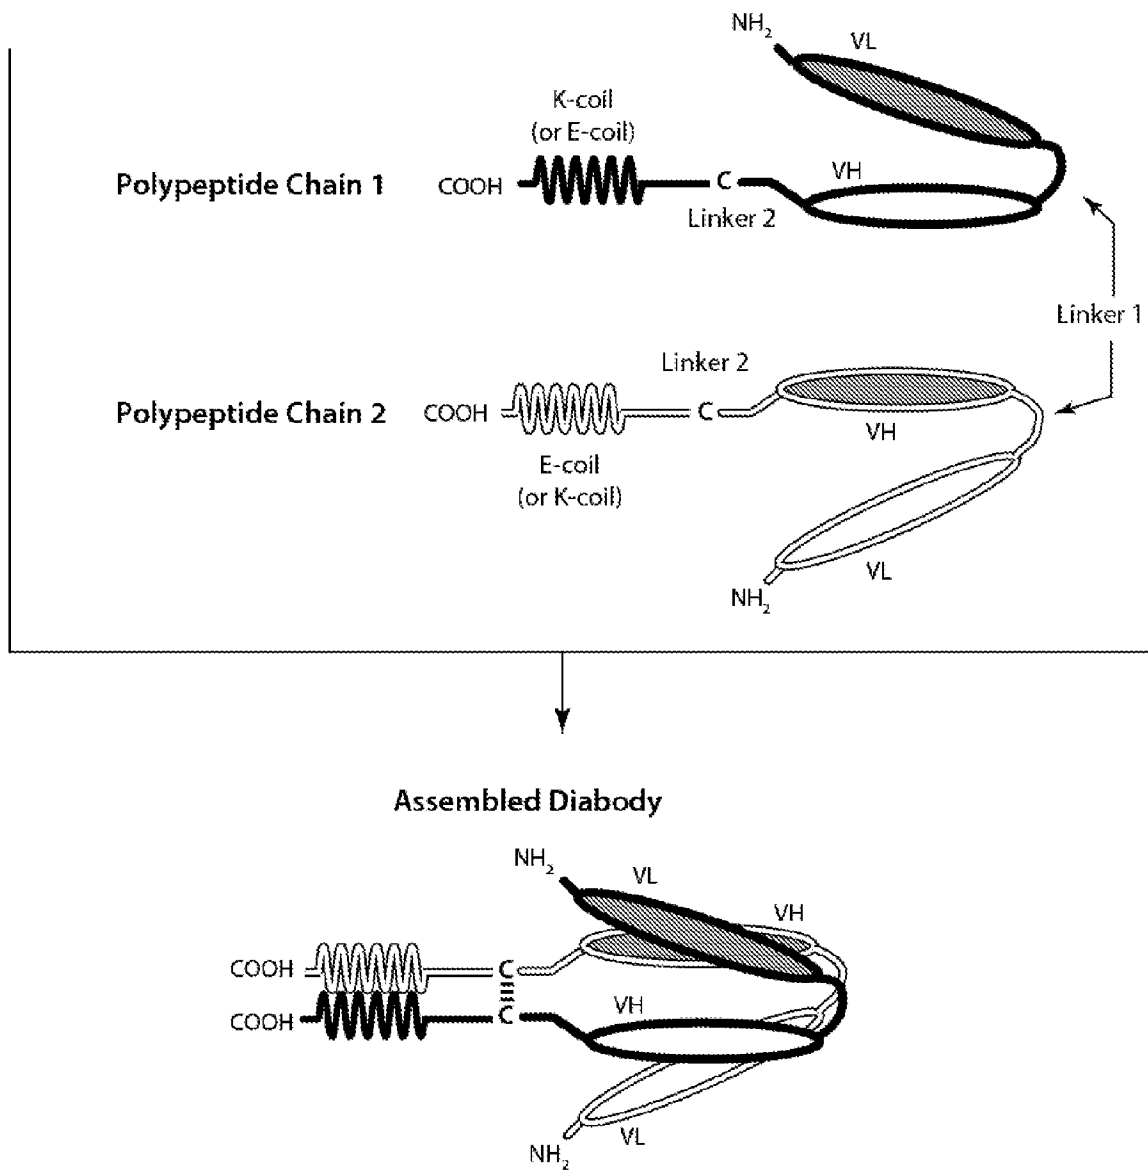 NH2
VL
K-coil
(or E-coil)
Polypeptide Chain 1
COOH
C
VH
Linker 2
Linker 1
Linker 2
Polypeptide Chain 2
COOH
C
VH
E-coil
(or K-coil)
VL
NH2
Assembled Diabody
NH2
VL
VH
COOH
C
COOH
C
VH
VL
NH2